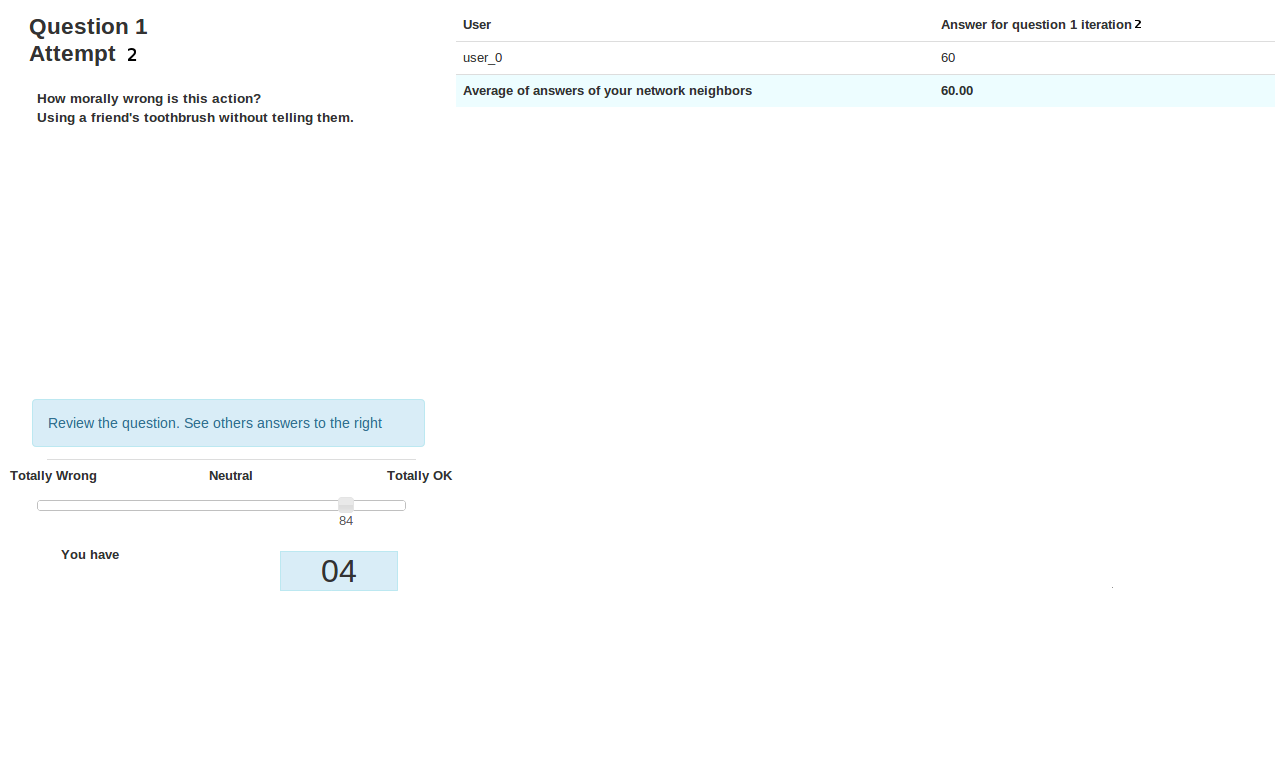 Question 1
Attempt 2
How morally wrong is this action?
Using a friend's toothbrush without telling them.
Review the question. See others answers to the right
Totally Wrong Neutral Totally OK
84
You have 04
User Answer for question 1 iteration 2
user_0 60
Average of answers of your network neighbors 60.00